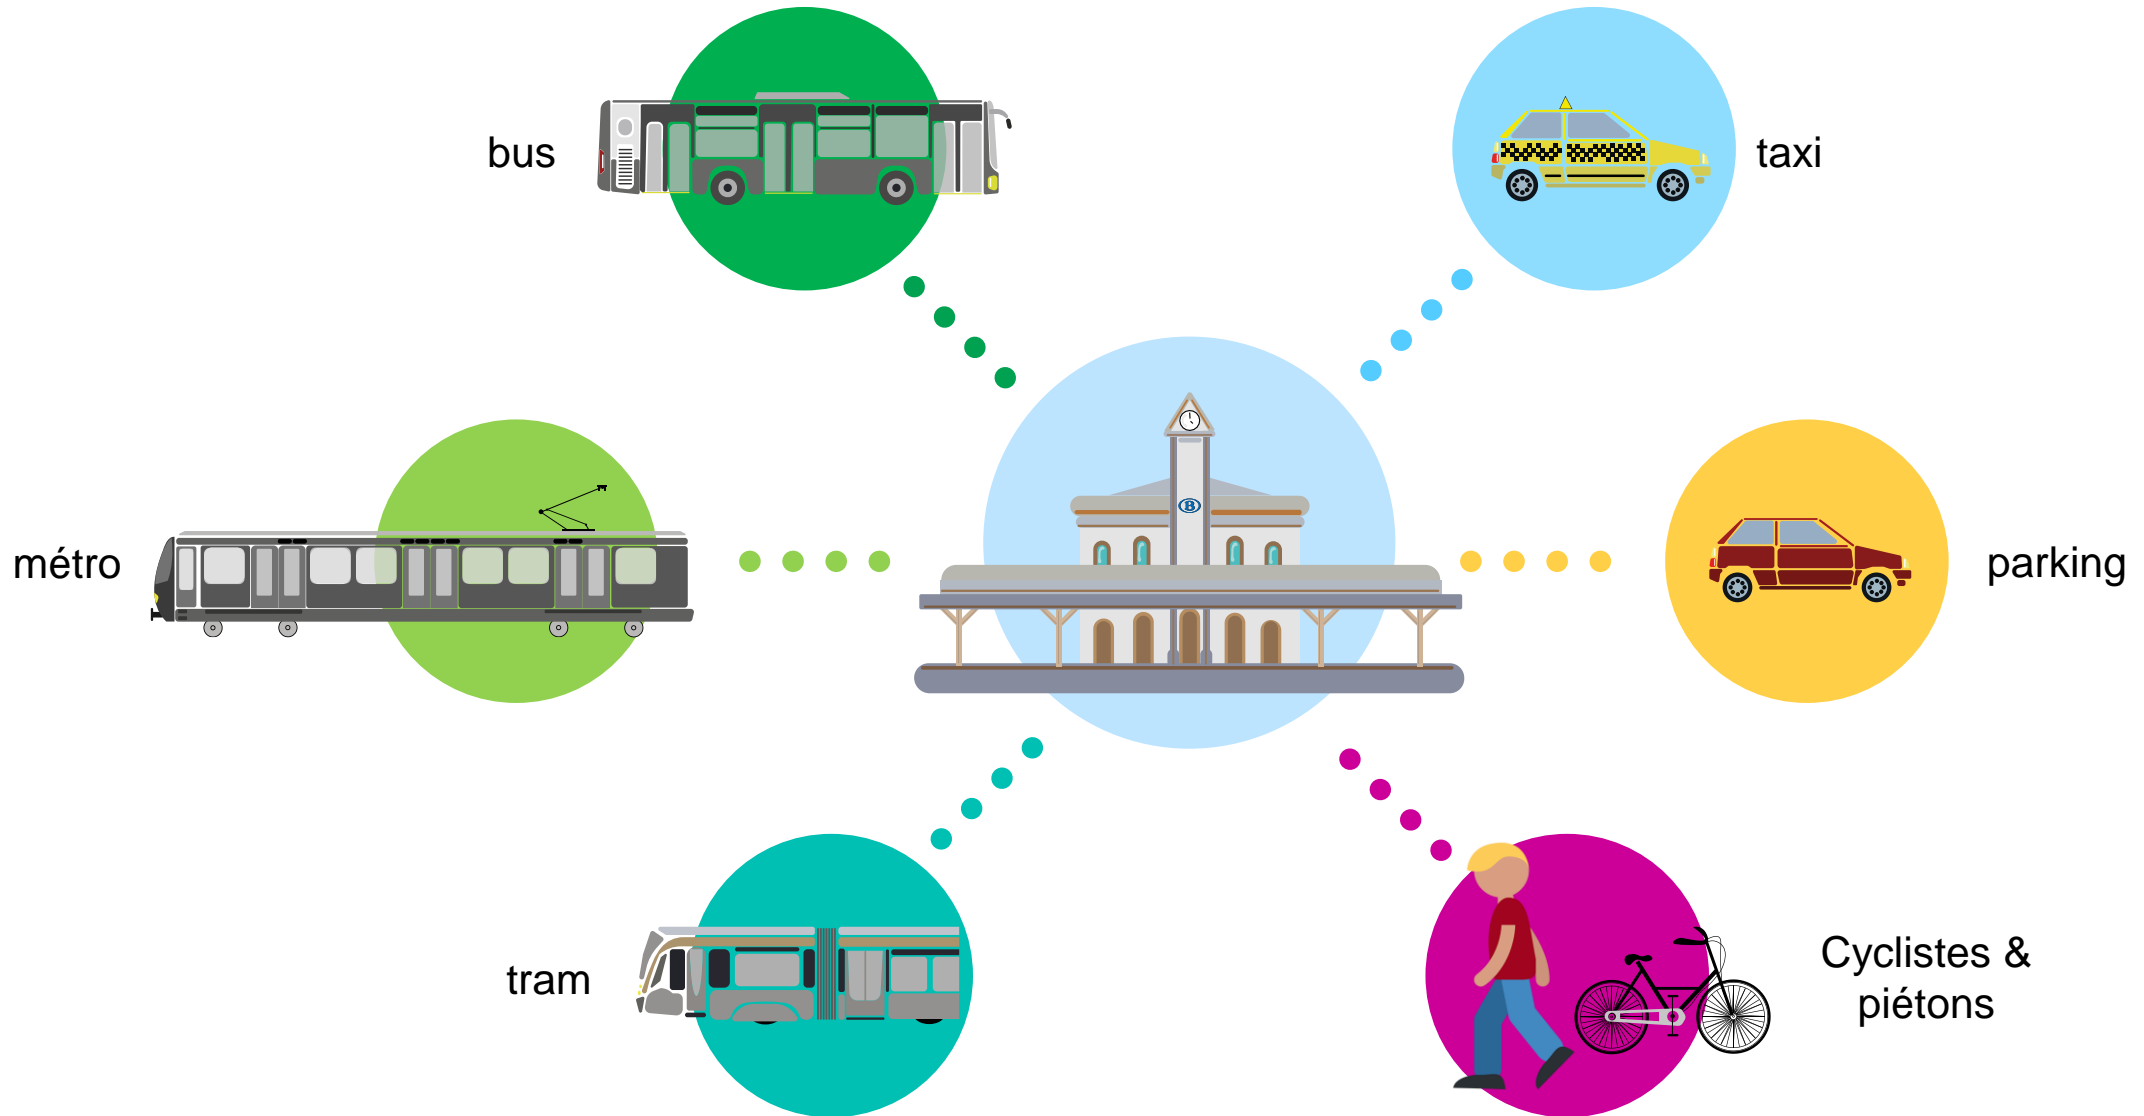 bus
taxi
B
métro
parking
tram
Cyclistes &
piétons